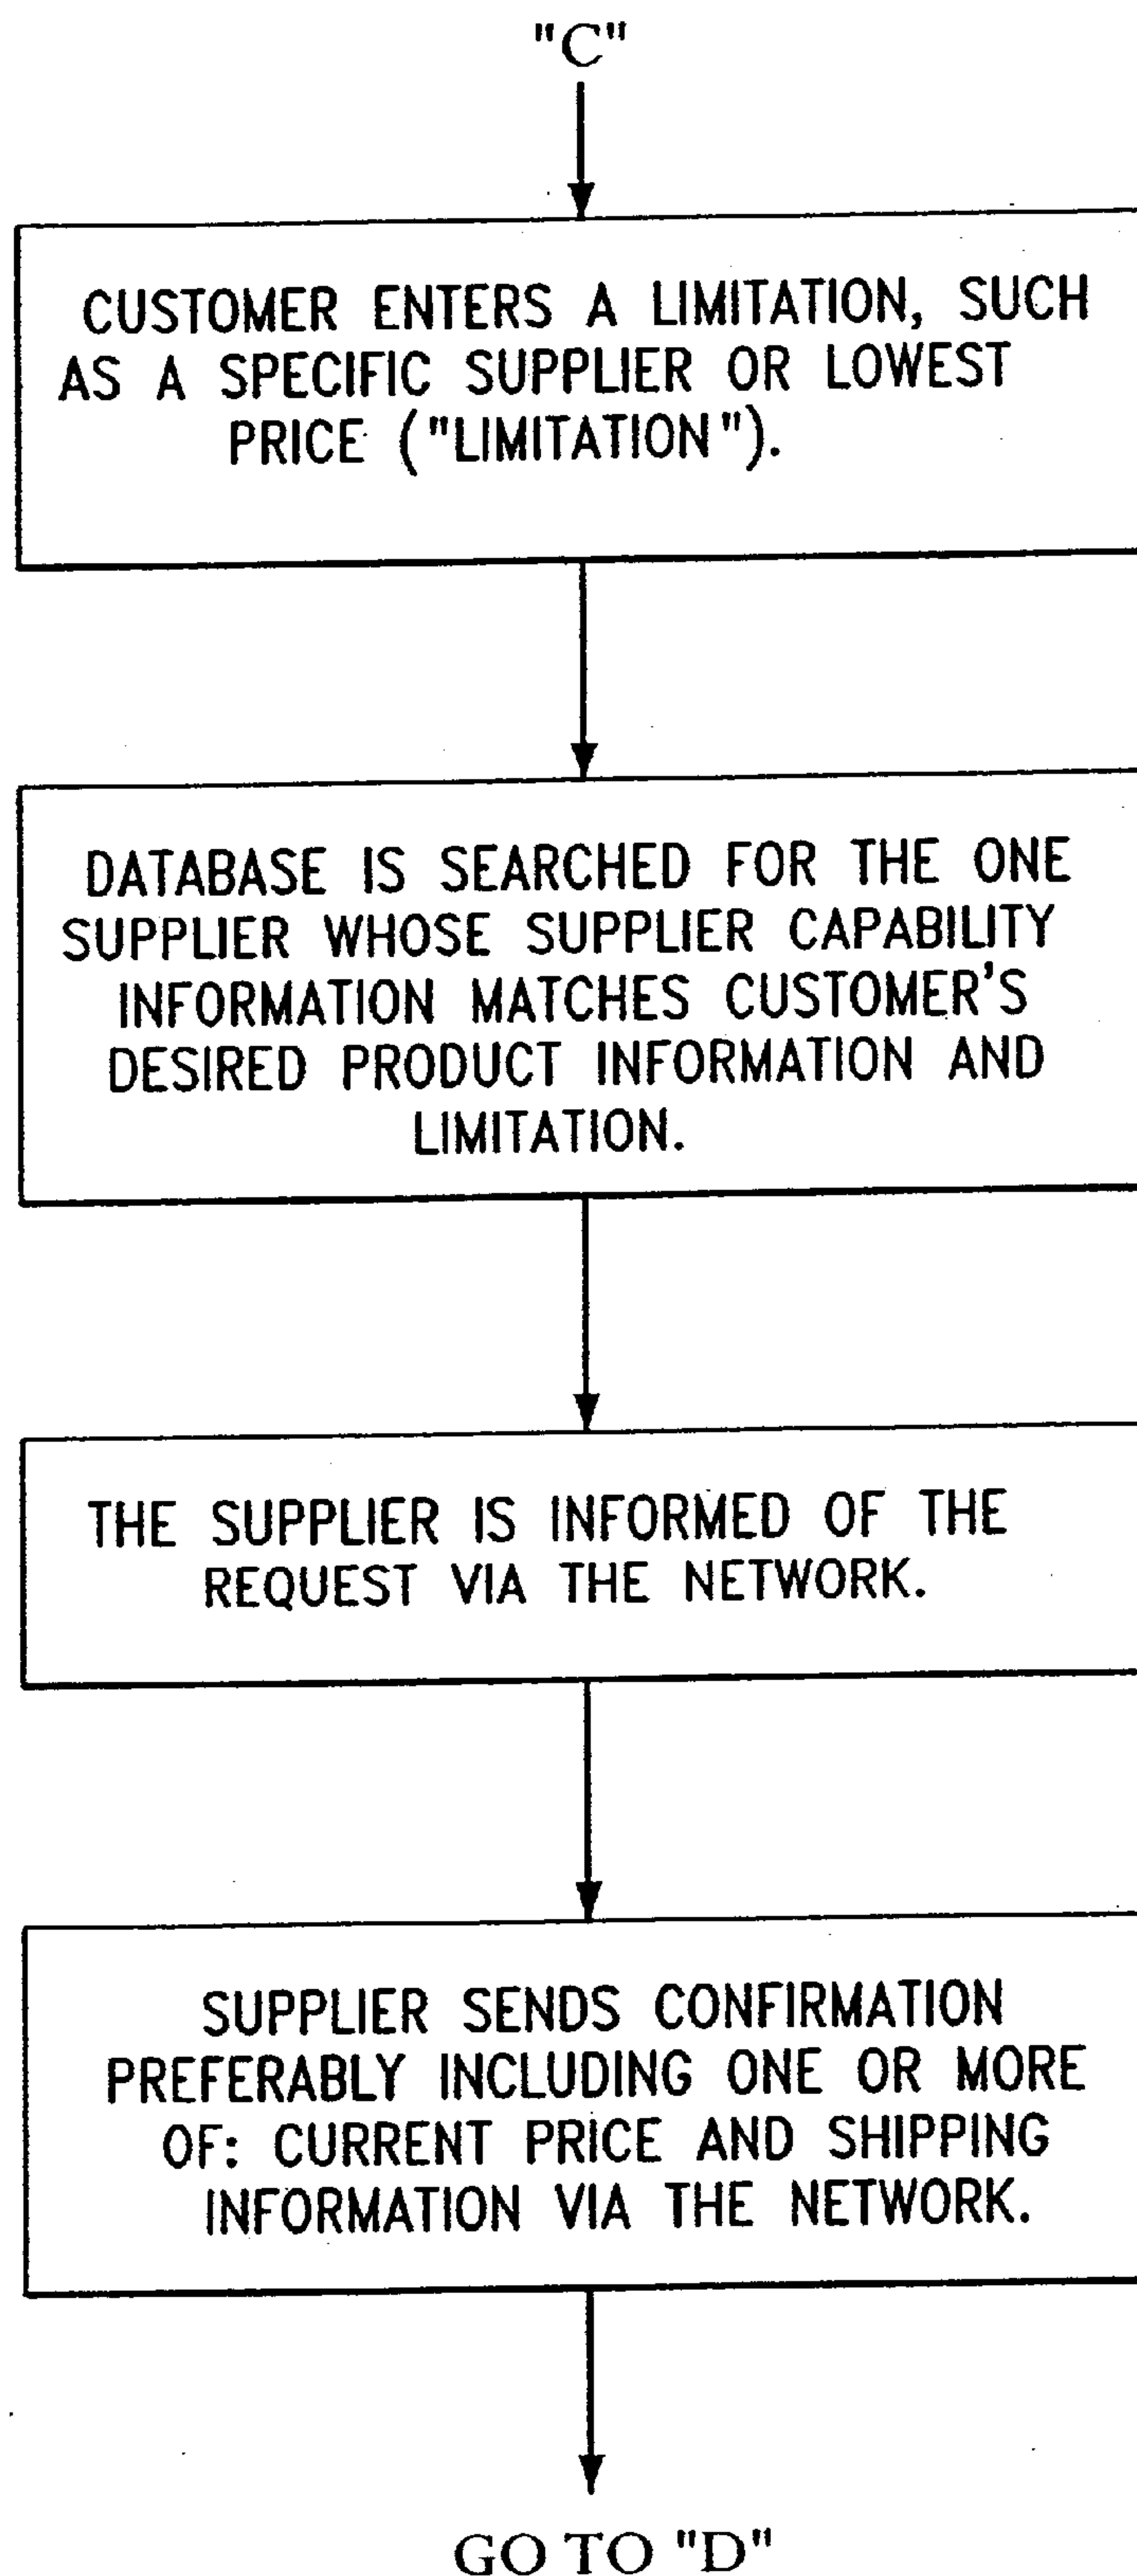 "C"
CUSTOMER ENTERS A LIMITATION, SUCH
AS A SPECIFIC SUPPLIER OR LOWEST
PRICE ("LIMITATION").
DATABASE IS SEARCHED FOR THE ONE
SUPPLIER WHOSE SUPPLIER CAPABILITY
INFORMATION MATCHES CUSTOMER'S
DESIRED PRODUCT INFORMATION AND
LIMITATION.
THE SUPPLIER IS INFORMED OF THE
REQUEST VIA THE NETWORK.
SUPPLIER SENDS CONFIRMATION
PREFERABLY INCLUDING ONE OR MORE
OF: CURRENT PRICE AND SHIPPING
INFORMATION VIA THE NETWORK.
GO TO "D"